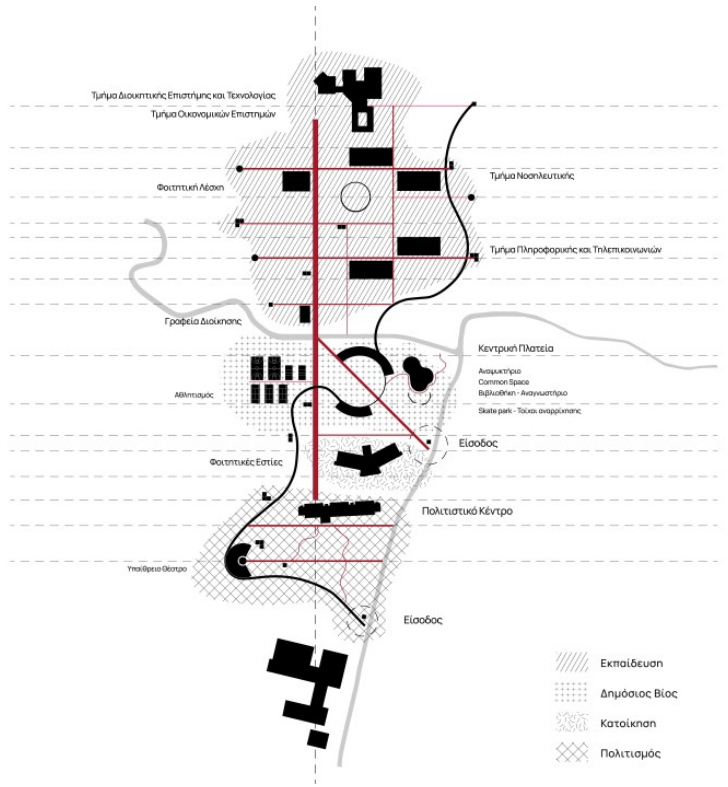 Τμήμα Διοικητικής Επιστήμης και Τεχνολογίας
Τμήμα Οικονομικών Επιστημών
Τμήμα Νοσηλευτικής
Φοιτητική Λέσχη
Τμήμα Πληροφορικής και Τηλεπικοινωνιών
Γραφεία Διοίκησης
Κεντρική Πλατεία
Αναψυκτήριο
Common Space
Βιβλιοθήκη - Αναγνωστήριο
Skate park - Τοίχοι αναρρίχησης
Αθλητισμός
Είσοδος
Φοιτητικές Εστίες
Πολιτιστικό Κέντρο
Υπαίθρειο Θέατρο
Είσοδος
Εκπαίδευση
Δημόσιος Βίος
Κατοίκηση
Πολιτισμός